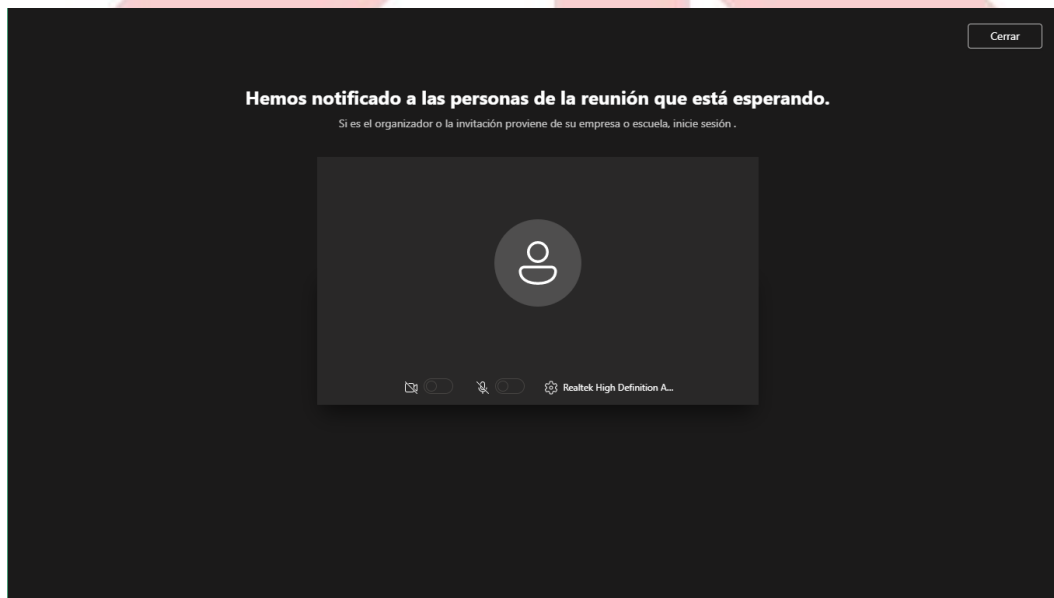 Cerrar
Hemos notificado a las personas de la reunión que está esperando.
Si es el organizador o la invitación proviene de su empresa o escuela, inicie sesión .
Realtek High Definition A...